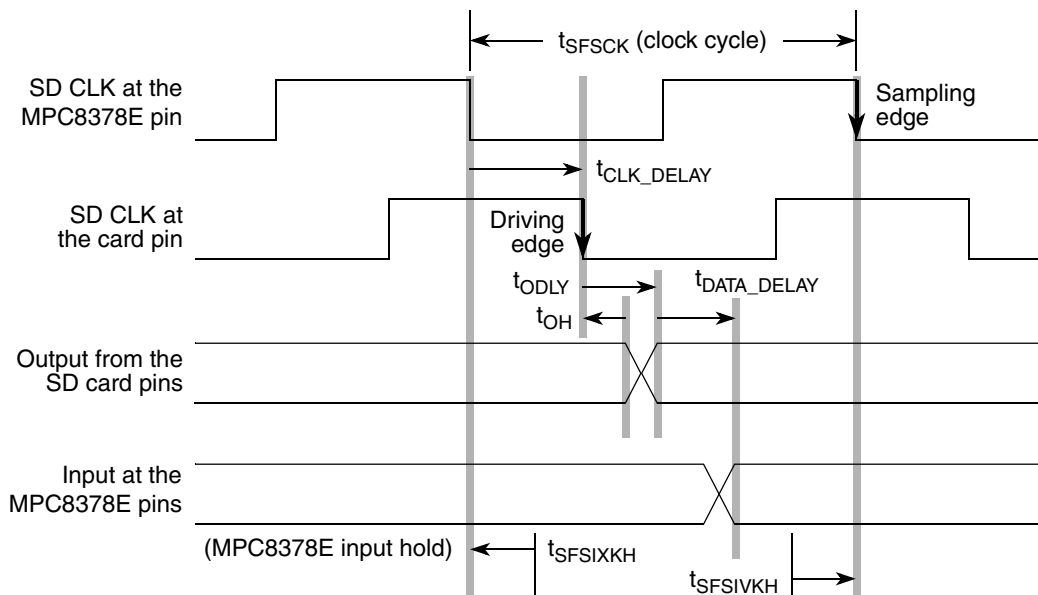 tSFSCK (clock cycle)
SD CLK at the
MPC8378E pin
Sampling
edge
tCLK_DELAY
SD CLK at
the card pin
Driving
edge
tODLY
tDATA_DELAY
tOH
Output from the
SD card pins
Input at the
MPC8378E pins
(MPC8378E input hold)
tSFSIXKH
tSFSIVKH